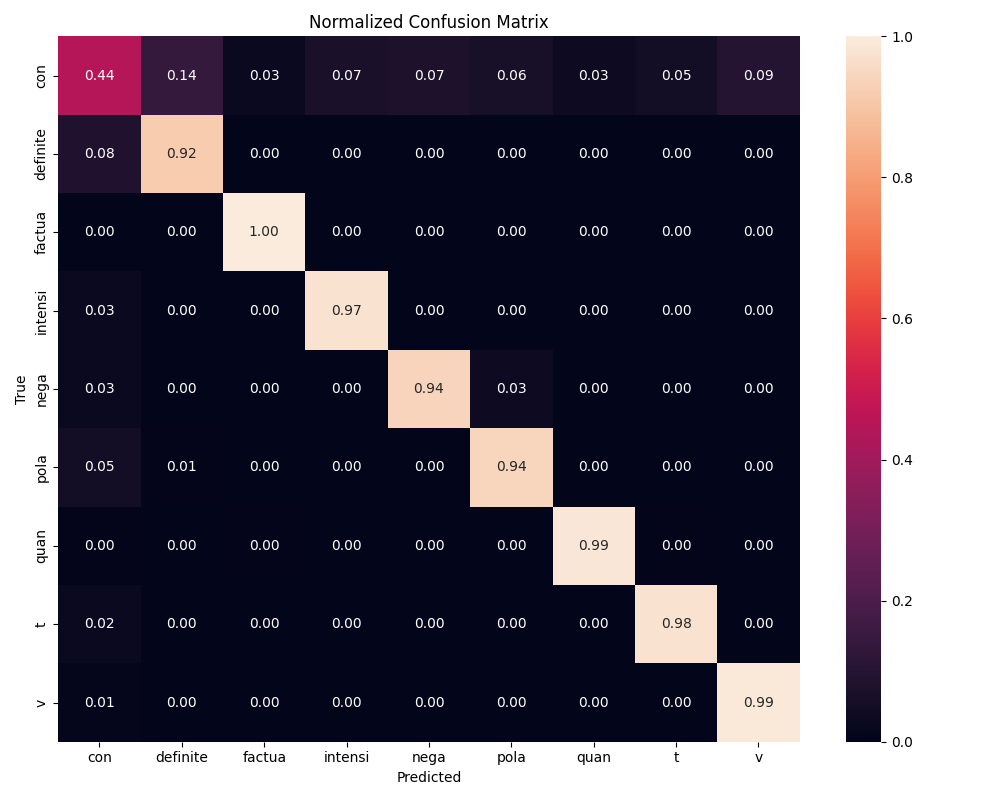 Normalized Confusion Matrix
con 0.44 0.14 0.03 0.07 0.07 0.06 0.03 0.05 0.09
definite 0.08 0.92 0.00 0.00 0.00 0.00 0.00 0.00 0.00
factua 0.00 0.00 1.00 0.00 0.00 0.00 0.00 0.00 0.00
intensi 0.03 0.00 0.00 0.97 0.00 0.00 0.00 0.00 0.00
nega 0.03 0.00 0.00 0.00 0.94 0.03 0.00 0.00 0.00
pola 0.05 0.01 0.00 0.00 0.00 0.94 0.00 0.00 0.00
quan 0.00 0.00 0.00 0.00 0.00 0.00 0.99 0.00 0.00
t 0.02 0.00 0.00 0.00 0.00 0.00 0.00 0.98 0.00
v 0.01 0.00 0.00 0.00 0.00 0.00 0.00 0.00 0.99
True
con definite factua intensi nega pola quan t v
Predicted
1.0
0.8
0.6
0.4
0.2
0.0